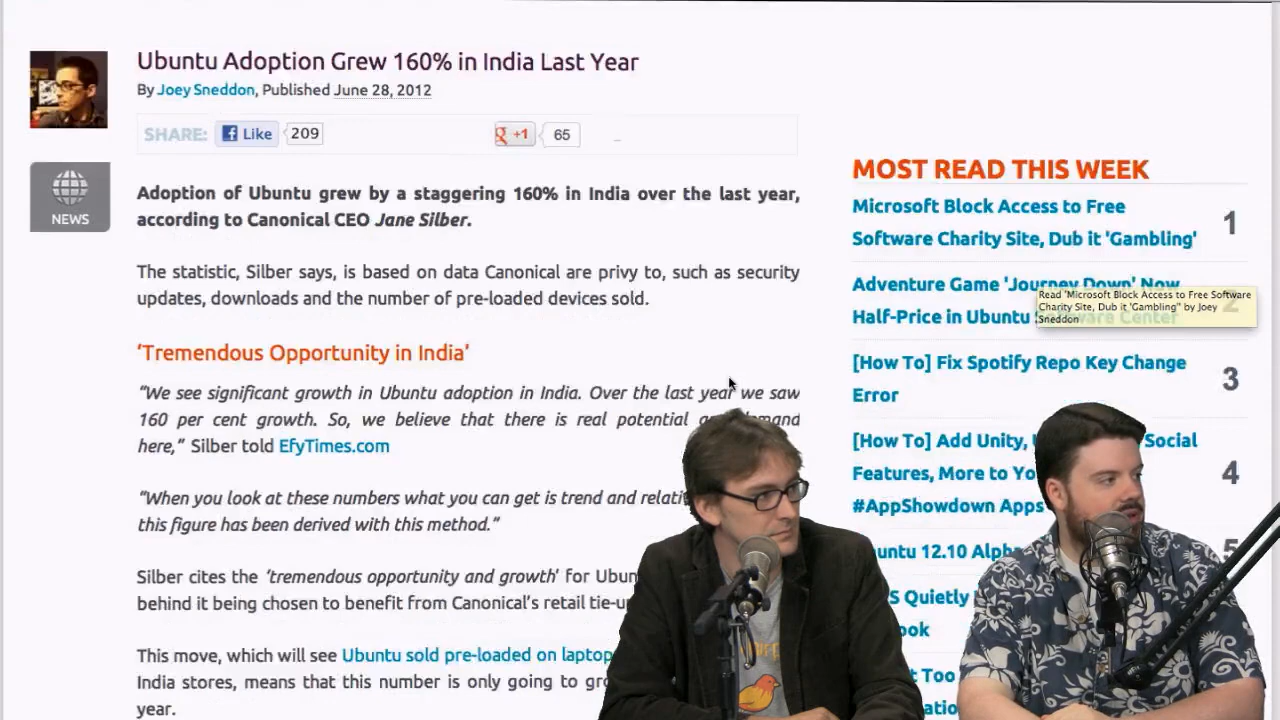 Ubuntu Adoption Grew 160% in India Last Year
By Joey Sneddon, Published June 28, 2012
SHARE: Like 209 +1 65
NEWS
Adoption of Ubuntu grew by a staggering 160% in India over the last year,
according to Canonical CEO Jane Silber.
The statistic, Silber says, is based on data Canonical are privy to, such as security
updates, downloads and the number of pre-loaded devices sold.
'Tremendous Opportunity in India'
“We see significant growth in Ubuntu adoption in India. Over the last year we saw
160 per cent growth. So, we believe that there is real potential
here,” Silber told EfyTimes.com
“When you look at these numbers what you can get is trend and
this figure has been derived with this method.”
Silber cites the ‘tremendous opportunity and growth’ for
behind it being chosen to benefit from Canonical’s retail
This move, which will see Ubuntu sold pre-loaded on
India stores, means that this number is only going to
year.
MOST READ THIS WEEK
Microsoft Block Access to Free
Software Charity Site, Dub it 'Gambling'
1
Adventure Game 'Journey Down' Now
Half-Price in Ubuntu
Read 'Microsoft Block Access to Free Software
Charity Site, Dub it 'Gambling'' by Joey
Sneddon
[How To] Fix Spotify Repo Key Change
Error
3
[How To] Add Unity, Social
Features, More to
#AppShowdown Apps
4
12.10
Quietly
Too